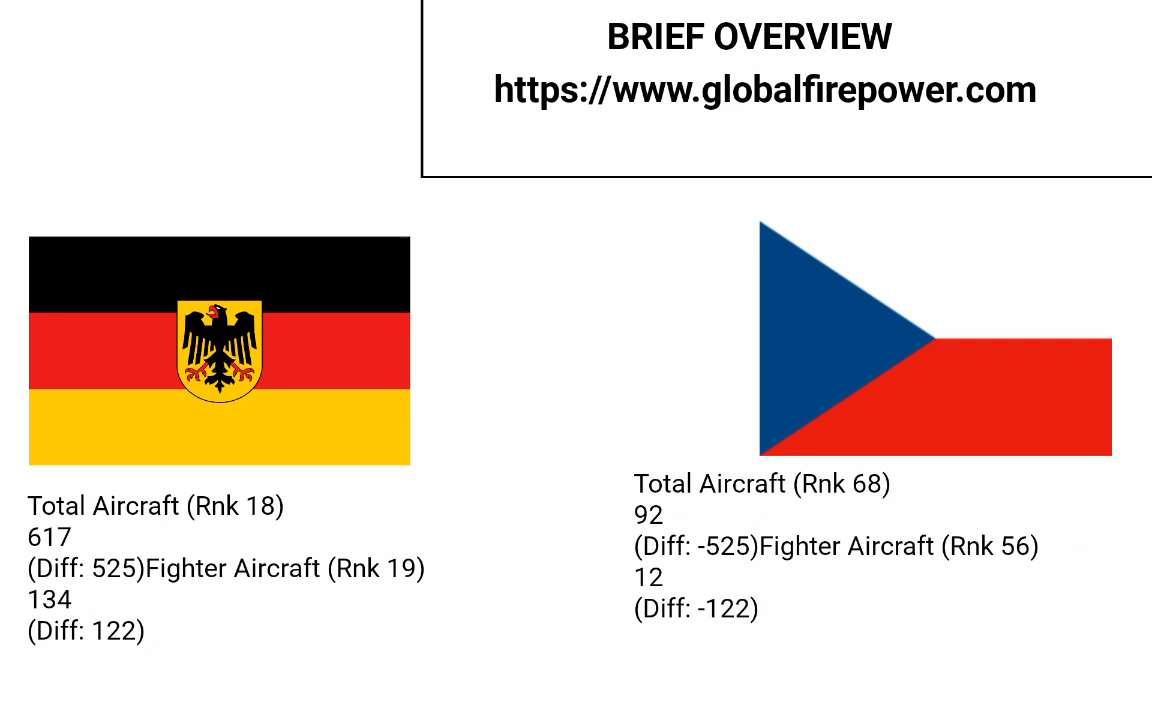 BRIEF OVERVIEW
https://www.globalfirepower.com
Total Aircraft (Rnk 18)
617
(Diff: 525)Fighter Aircraft (Rnk 19)
134
(Diff: 122)
Total Aircraft (Rnk 68)
92
(Diff: -525)Fighter Aircraft (Rnk 56)
12
(Diff: -122)